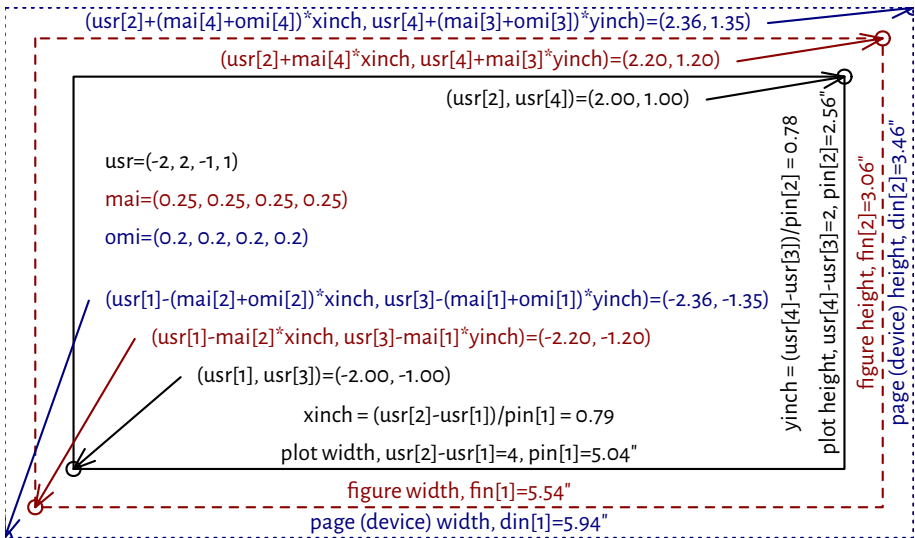 (usr[2]+(mai[4]+omi[4])*xinch, usr[4]+(mai[3]+omi[3])*yinch)=(2.36, 1.35)
(usr[2]+mai[4]*xinch, usr[4]+mai[3]*yinch)=(2.20, 1.20)
(usr[2], usr[4])=(2.00, 1.00)
usr=(-2, 2, -1, 1)
mai=(0.25, 0.25, 0.25, 0.25)
omi=(0.2, 0.2, 0.2, 0.2)
(usr[1]-(mai[2]+omi[2])*xinch, usr[3]-(mai[1]+omi[1])*yinch)=(-2.36, -1.35)
(usr[1]-mai[2]*xinch, usr[3]-mai[1]*yinch)=(-2.20, -1.20)
(usr[1], usr[3])=(-2.00, -1.00)
xinch = (usr[2]-usr[1])/pin[1] = 0.79
plot width, usr[2]-usr[1]=4, pin[1]=5.04"
figure width, fin[1]=5.54"
page (device) width, din[1]=5.94"
yinch = (usr[4]-usr[3])/pin[2] = 0.78
plot height, usr[4]-usr[3]=2, pin[2]=2.56"
figure height, fin[2]=3.06"
page (device) height, din[2]=3.46"